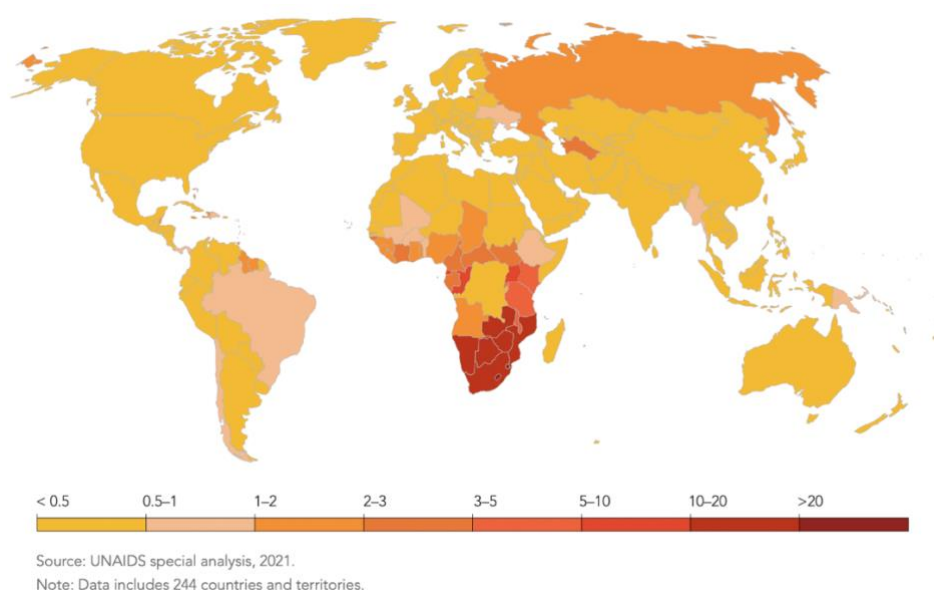 < 0.5 0.5–1 1–2 2–3 3–5 5–10 10–20 >20
Source: UNAIDS special analysis, 2021.
Note: Data includes 244 countries and territories.